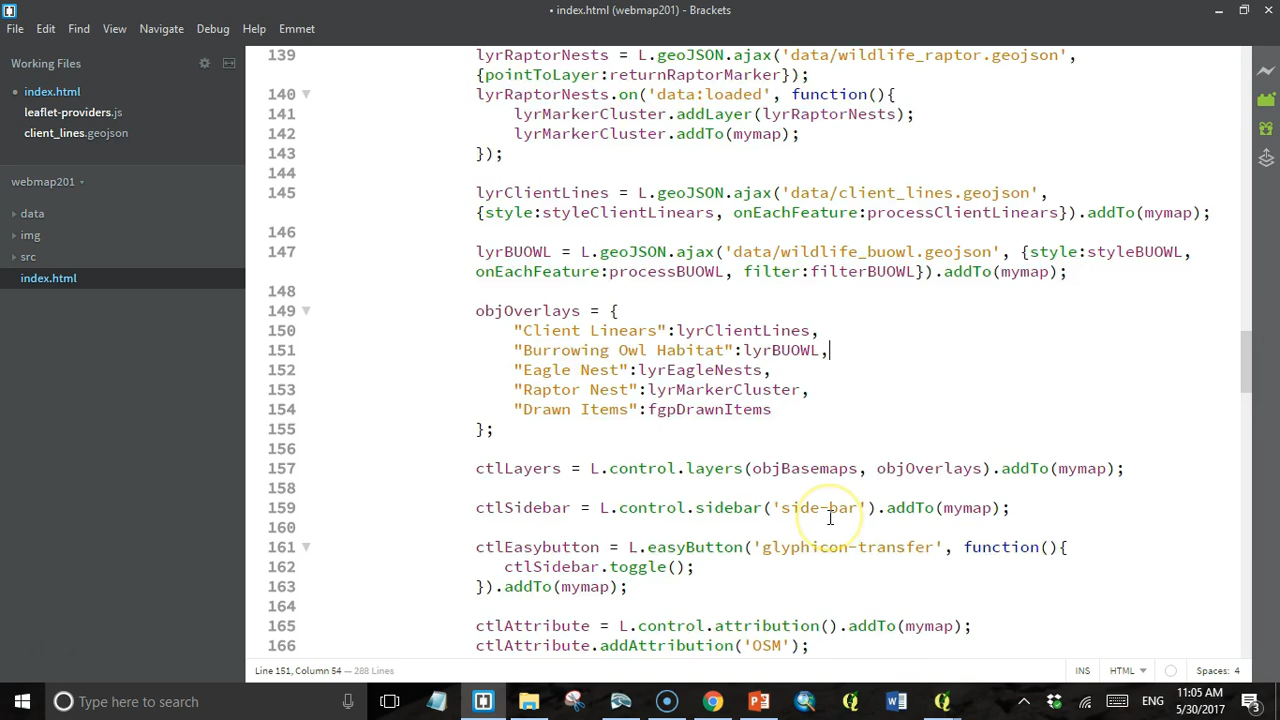 • index.html (webmap201) - Brackets
File Edit Find View Navigate Debug Help Emmet
Working Files
• index.html
leaflet-providers.js
client_lines.geojson
webmap201
data
img
src
index.html
139 lyrRaptorNests = L.geoJSON.ajax('data/wildlife_raptor.geojson',
{pointToLayer:returnRaptorMarker});
140 lyrRaptorNests.on('data:loaded', function(){
141 lyrMarkerCluster.addLayer(lyrRaptorNests);
142 lyrMarkerCluster.addTo(mymap);
143 });
144
145 lyrClientLines = L.geoJSON.ajax('data/client_lines.geojson',
{style:styleClientLinears, onEachFeature:processClientLinears}).addTo(mymap);
146
147 lyrBUOWL = L.geoJSON.ajax('data/wildlife_buowl.geojson', {style:styleBUOWL,
onEachFeature:processBUOWL, filter:filterBUOWL}).addTo(mymap);
148
149 objOverlays = {
150 "Client Linears":lyrClientLines,
151 "Burrowing Owl Habitat":lyrBUOWL,
152 "Eagle Nest":lyrEagleNests,
153 "Raptor Nest":lyrMarkerCluster,
154 "Drawn Items":fgpDrawnItems
155 };
156
157 ctlLayers = L.control.layers(objBasemaps, objOverlays).addTo(mymap);
158
159 ctlSidebar = L.control.sidebar('side-bar').addTo(mymap);
160
161 ctlEasybutton = L.easyButton('glyphicon-transfer', function(){
162 ctlSidebar.toggle();
163 }).addTo(mymap);
164
165 ctlAttribute = L.control.attribution().addTo(mymap);
166 ctlAttribute.addAttribution('OSM');
Line 151, Column 54 — 288 Lines
INS HTML Spaces: 4
Type here to search
ENG
11:05 AM
5/30/2017
3